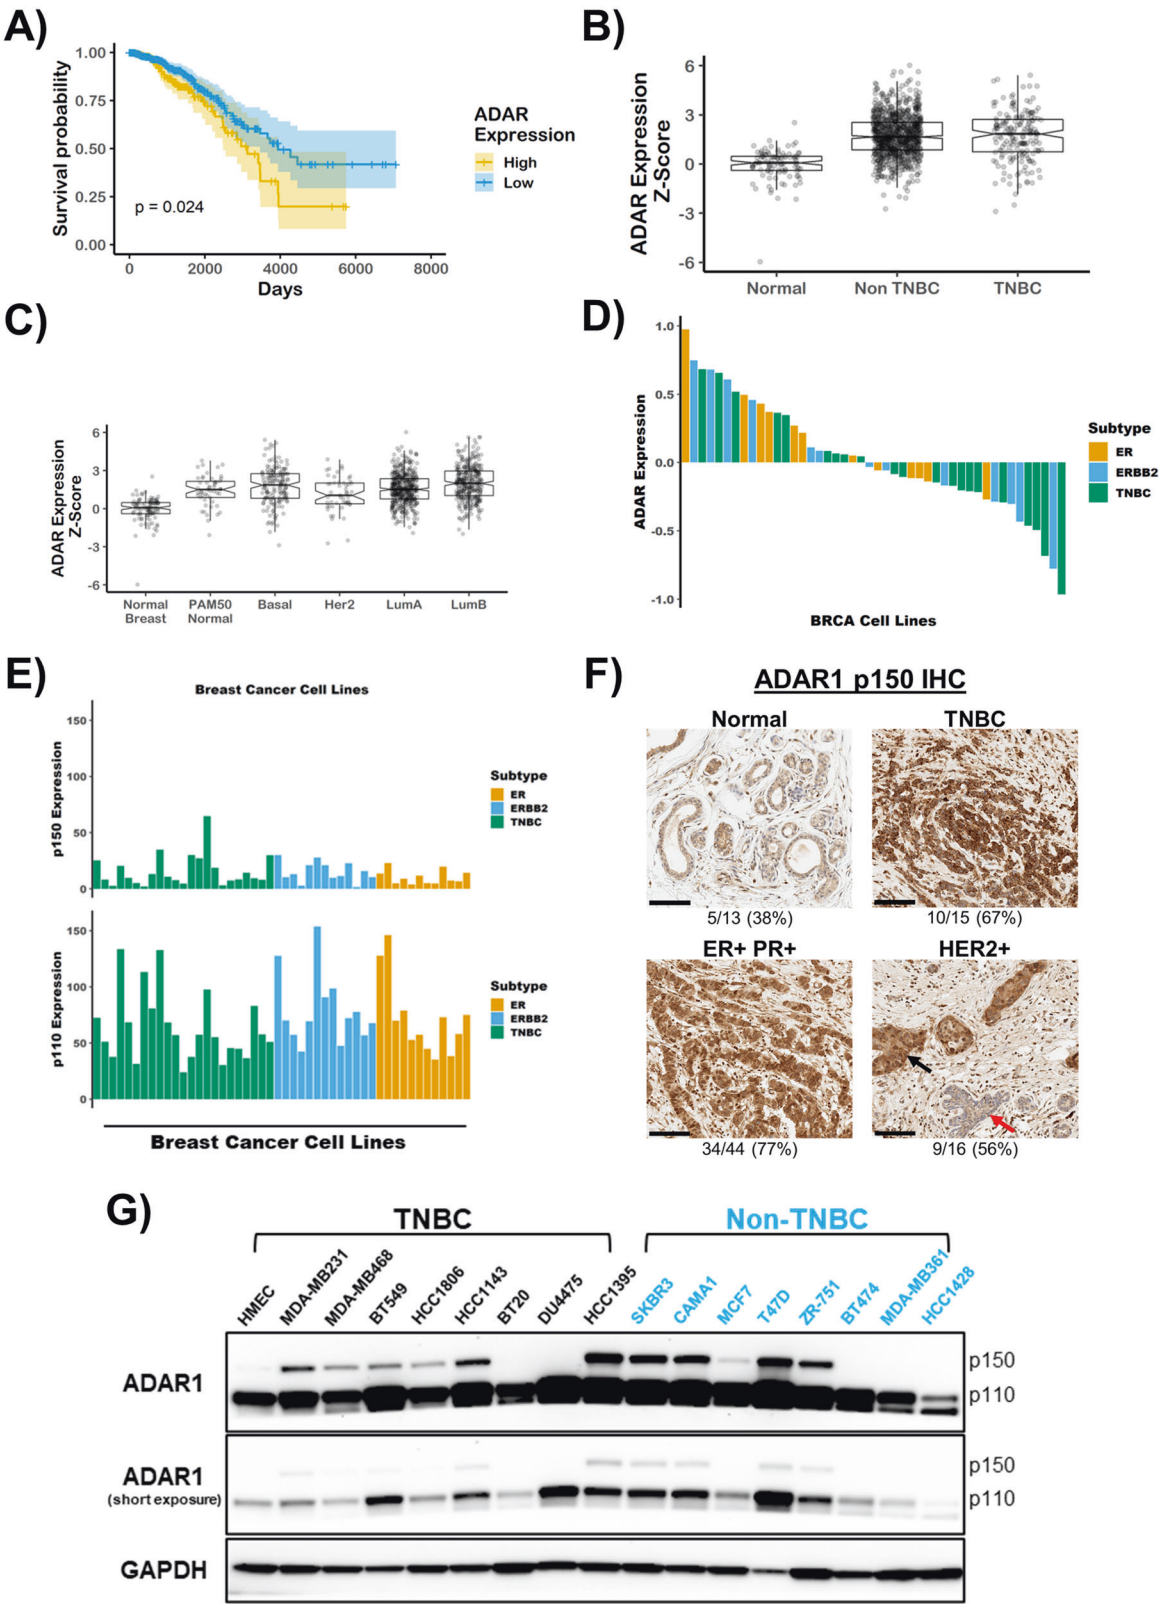 A)
1.00
0.75
0.50
0.25
0.00
Survival probability
p = 0.024
0 2000 4000 6000 8000
Days
ADAR
Expression
High
Low
B)
ADAR Expression
Z-Score
6
3
0
-3
-6
Normal Non TNBC TNBC
C)
ADAR Expression
Z-Score
6
3
0
-3
-6
Normal
Breast
PAM50
Normal
Basal
Her2
LumA
LumB
D)
ADAR Expression
1.0
0.5
0.0
-0.5
-1.0
BRCA Cell Lines
Subtype
ER
ERBB2
TNBC
E)
Breast Cancer Cell Lines
p150 Expression
150
100
50
0
Subtype
ER
ERBB2
TNBC
p110 Expression
150
100
50
0
Subtype
ER
ERBB2
TNBC
Breast Cancer Cell Lines
F)
ADAR1 p150 IHC
Normal
TNBC
5/13 (38%)
10/15 (67%)
ER+ PR+
HER2+
34/44 (77%)
9/16 (56%)
G)
TNBC
Non-TNBC
HMEC
MDA-MB231
MDA-MB468
BT549
HCC1806
HCC1143
BT20
DU4475
HCC1395
SKBR3
CAMA1
MCF7
T47D
ZR-751
BT474
MDA-MB361
HCC1428
ADAR1
p150
p110
ADAR1
(short exposure)
p150
p110
GAPDH